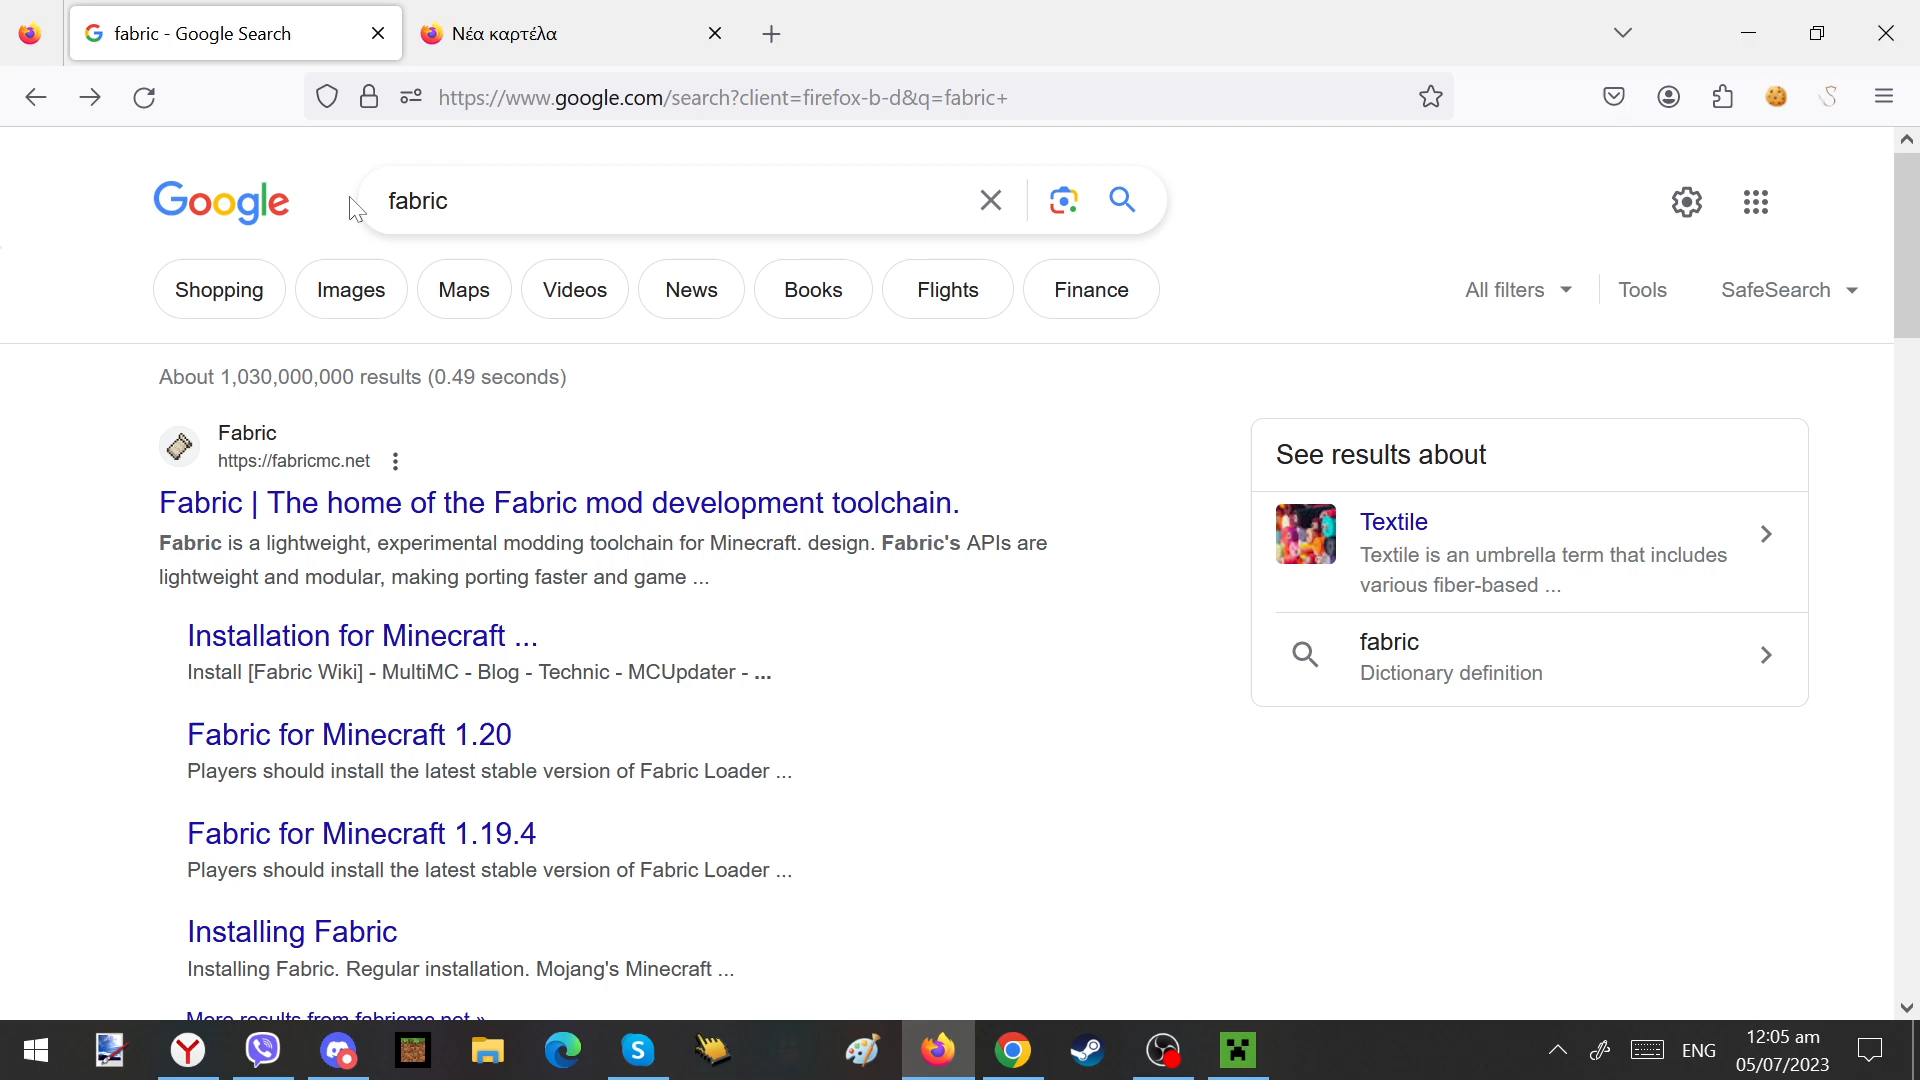 fabric - Google Search
Νέα καρτέλα
https://www.google.com/search?client=firefox-b-d&q=fabric+
Google
fabric
Shopping
Images
Maps
Videos
News
Books
Flights
Finance
All filters
Tools
SafeSearch
About 1,030,000,000 results (0.49 seconds)
Fabric
https://fabricmc.net
Fabric | The home of the Fabric mod development toolchain.
Fabric is a lightweight, experimental modding toolchain for Minecraft. design. Fabric's APIs are
lightweight and modular, making porting faster and game ...
Installation for Minecraft ...
Install [Fabric Wiki] - MultiMC - Blog - Technic - MCUpdater - ...
Fabric for Minecraft 1.20
Players should install the latest stable version of Fabric Loader ...
Fabric for Minecraft 1.19.4
Players should install the latest stable version of Fabric Loader ...
Installing Fabric
Installing Fabric. Regular installation. Mojang's Minecraft ...
More results from fabricmc.net »
See results about
Textile
Textile is an umbrella term that includes
various fiber-based ...
fabric
Dictionary definition
ENG
12:05 am
05/07/2023